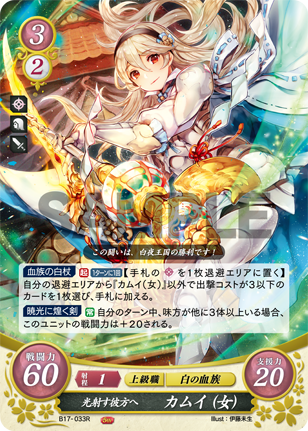 3
2
SAMPLE
この闘いは、白夜王国の勝利です!
血族の白杖 起 1ターンに1回 【手札の を1枚退避エリアに置く】
自分の退避エリアから『カムイ(女)』以外で出撃コストが3以下の
カードを1枚選び、手札に加える。
暁光に煌く剣 常 自分のターン中、味方が他に3体以上いる場合、
このユニットの戦闘力は+20される。
戦闘力 60
射程 1 上級職 白の血族
支援力 20
光射す彼方へ カムイ(女)
B17-033R Illust:伊藤未生